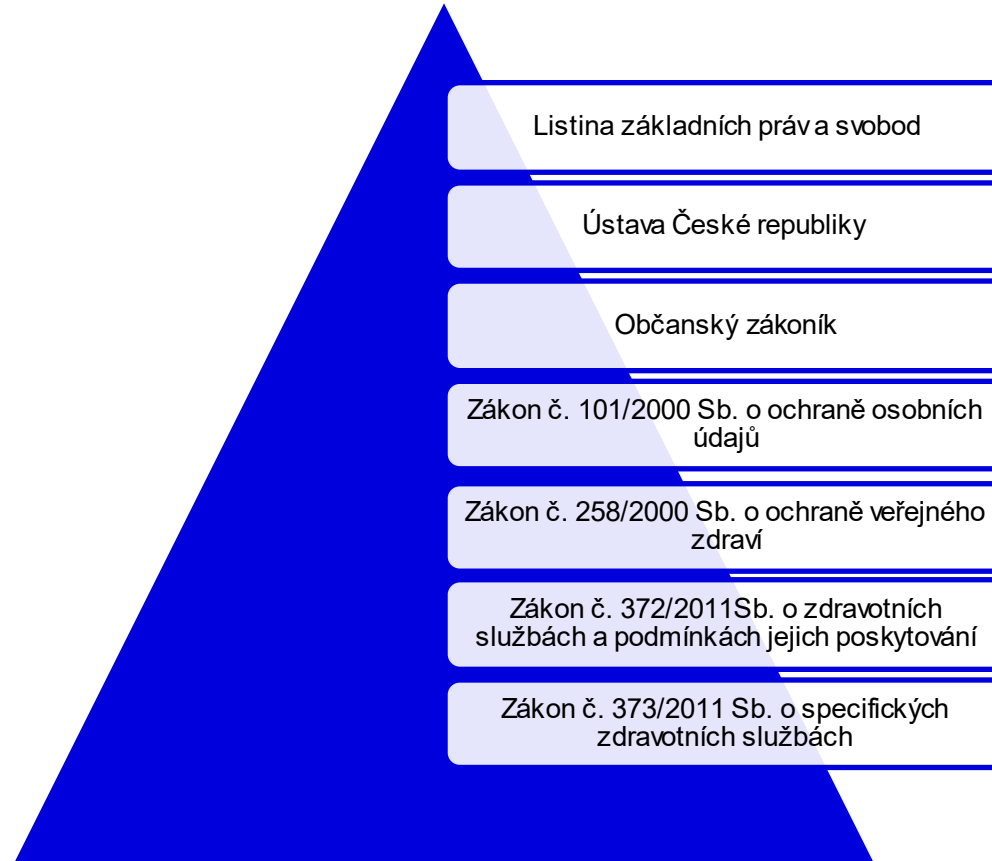 Listina základních práv a svobod
Ústava České republiky
Občanský zákoník
Zákon č. 101/2000 Sb. o ochraně osobních
údajů
Zákon č. 258/2000 Sb. o ochraně veřejného
zdraví
Zákon č. 372/2011Sb. o zdravotních
službách a podmínkách jejich poskytování
Zákon č. 373/2011 Sb. o specifických
zdravotních službách